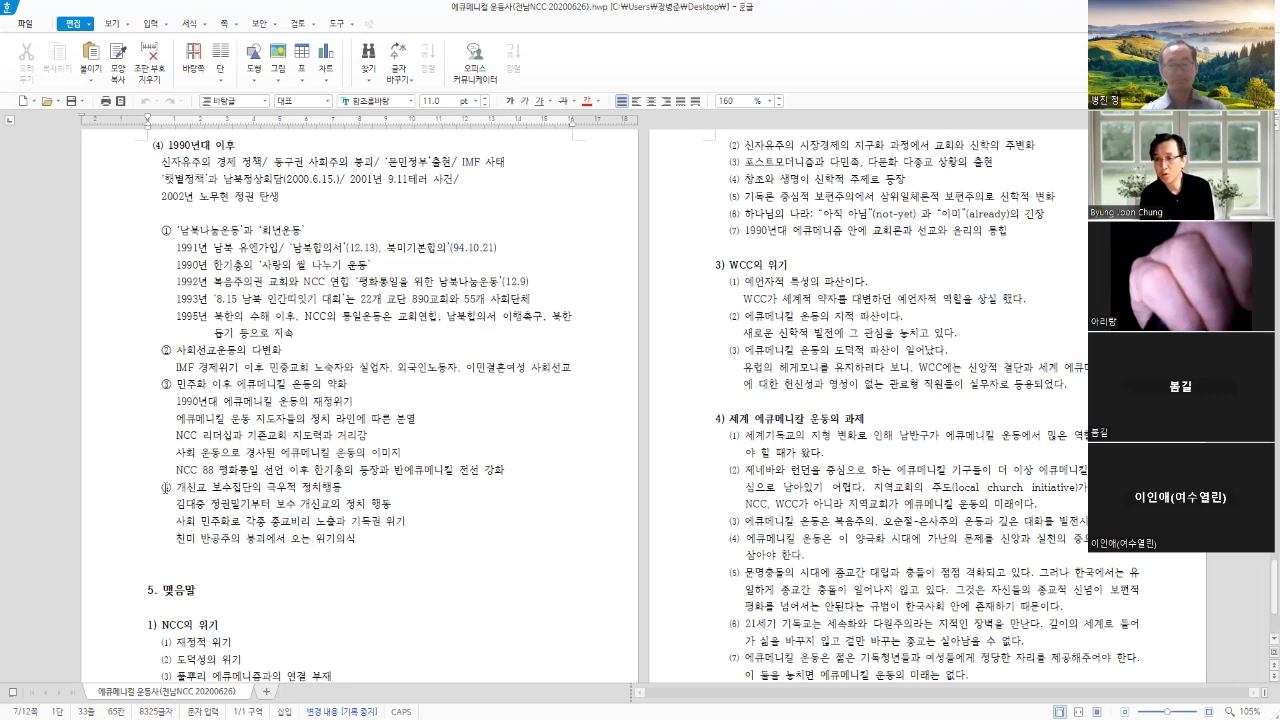 에큐메니컬 운동사(전남NCC 20200626).hwp [C:₩Users₩장병준₩Desktop₩] - 한글
파일 편집 보기 입력 서식 쪽 보안 검토 도구
오려 두기 복사하기 붙이기 모양 복사 조판 부호 지우기 바탕쪽 단 도형 그림 표 차트 찾기 글자 바꾸기 정렬 오피스 커뮤니케이터 정렬
바탕글 대표 함초롬바탕 11.0 pt 가 가 가 가 가 160 %
(4) 1990년대 이후
신자유주의 경제 정책/ 동구권 사회주의 붕괴/ ‘문민정부’출현/ IMF 사태
‘햇볕정책’과 남북정상회담(2000.6.15.)/ 2001년 9.11테러 사건/
2002년 노무현 정권 탄생
① ‘남북나눔운동’과 ‘희년운동’
1991년 남북 유엔가입/ ‘남북합의서’(12.13), 북미기본합의’(94.10.21)
1990년 한기총의 ‘사랑의 쌀 나누기 운동’
1992년 복음주의권 교회와 NCC 연합 ‘평화통일을 위한 남북나눔운동’(12.9)
1993년 ‘8.15 남북 인간띠잇기 대회’는 22개 교단 890교회와 55개 사회단체
1995년 북한의 수해 이후, NCC의 통일운동은 교회연합, 남북합의서 이행촉구, 북한
돕기 등으로 지속
② 사회선교운동의 다변화
IMF 경제위기 이후 민중교회 노숙자와 실업자, 외국인노동자, 이민결혼여성 사회선교
③ 민주화 이후 에큐메니컬 운동의 약화
1990년대 에큐메니컬 운동의 재정위기
에큐메니컬 운동 지도자들의 정치 라인에 따른 분열
NCC 리더십과 기존교회 지도력과 거리감
사회 운동으로 경사된 에큐메니컬 운동의 이미지
NCC 88 평화통일 선언 이후 한기총의 등장과 반에큐메니컬 전선 강화
④ 개신교 보수집단의 극우적 정치행동
김대중 정권말기부터 보수 개신교의 정치 행동
사회 민주화로 각종 종교비리 노출과 기득권 위기
친미 반공주의 붕괴에서 오는 위기의식
5. 맺음말
1) NCC의 위기
(1) 재정적 위기
(2) 도덕성의 위기
(3) 풀뿌리 에큐메니즘과의 연결 부재
(2) 신자유주의 시장경제의 지구화 과정에서 교회와 신학의 주변화
(3) 포스트모더니즘과 다민족, 다문화 다종교 상황의 출현
(4) 창조와 생명이 신학적 주제로 등장
(5) 기독론 중심적 보편주의에서 삼위일체론적 보편주의로 신학적 변화
(6) 하나님의 나라: “아직 아님”(not-yet) 과 “이미”(already)의 긴장
(7) 1990년대 에큐메니즘 안에 교회론과 선교와 윤리의 통합
3) WCC의 위기
(1) 예언자적 특성의 파산이다.
WCC가 세계적 약자를 대변하던 예언자적 역할을 상실 했다.
(2) 에큐메니컬 운동의 지적 파산이다.
새로운 신학적 발전에 그 관심을 놓치고 있다.
(3) 에큐메니컬 운동의 도덕적 파산이 일어났다.
유럽의 헤게모니를 유지하려다 보니, WCC에는 신앙적 결단과 세계 에큐메
에 대한 헌신성과 영성이 없는 관료형 직원들이 실무자로 등용되었다.
4) 세계 에큐메니칼 운동의 과제
(1) 세계기독교의 지형 변화로 인해 남반구가 에큐메니컬 운동에서 많은 역할
야 할 때가 왔다.
(2) 제네바와 런던을 중심으로 하는 에큐메니컬 기구들이 더 이상 에큐메니컬
심으로 남아있기 어렵다. 지역교회의 주도(local church initiative)가
NCC, WCC가 아니라 지역교회가 에큐메니컬 운동의 미래이다.
(3) 에큐메니컬 운동은 복음주의, 오순절-은사주의 운동과 깊은 대화를 발전시
(4) 에큐메니컬 운동은 이 양극화 시대에 가난의 문제를 신앙과 실천의 중요
삼아야 한다.
(5) 문명충돌의 시대에 종교간 대립과 충돌이 점점 격화되고 있다. 그러나 한국에서는 유
일하게 종교간 충돌이 일어나지 않고 있다. 그것은 자신들의 종교적 신념이 보편적
평화를 넘어서는 안된다는 규범이 한국사회 안에 존재하기 때문이다.
(6) 21세기 기독교는 세속화와 다원주의라는 지적인 장벽을 만난다. 깊이의 세계로 들어
가 삶을 바꾸지 않고 겉만 바꾸는 종교는 살아남을 수 없다.
(7) 에큐메니컬 운동은 젊은 기독청년들과 여성들에게 정당한 자리를 제공해주어야 한다.
이 들을 놓치면 에큐메니컬 운동의 미래는 없다.
병진 정
Byung Joon Chung
아리랑
봄길
봄길
이인애(여수열린)
이인애(여수열린)
에큐메니컬 운동사(전남NCC 20200626)
7/12쪽 1단 33줄 65칸 8325글자 문자 입력 1/1 구역 삽입 변경 내용 [기록 중지] CAPS 105%